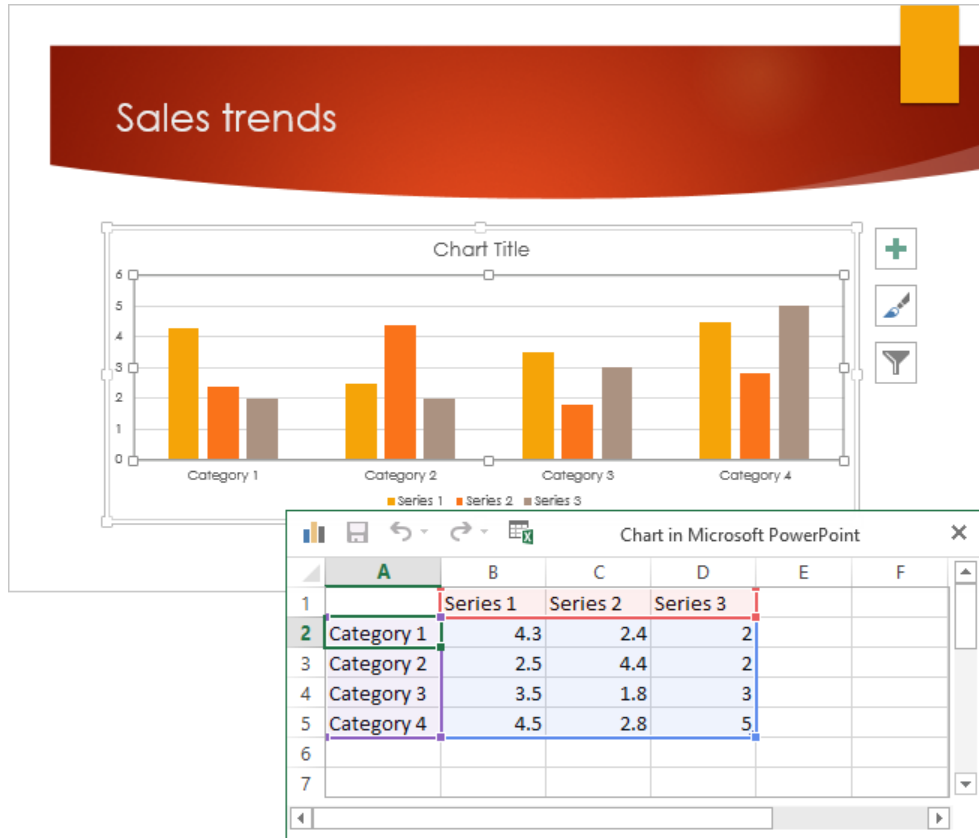 Sales trends
Chart Title
6
5
4
3
2
1
0
Category 1 Category 2 Category 3 Category 4
Series 1 Series 2 Series 3
Chart in Microsoft PowerPoint
A B C D E F
1 Series 1 Series 2 Series 3
2 Category 1 4.3 2.4 2
3 Category 2 2.5 4.4 2
4 Category 3 3.5 1.8 3
5 Category 4 4.5 2.8 5
6
7